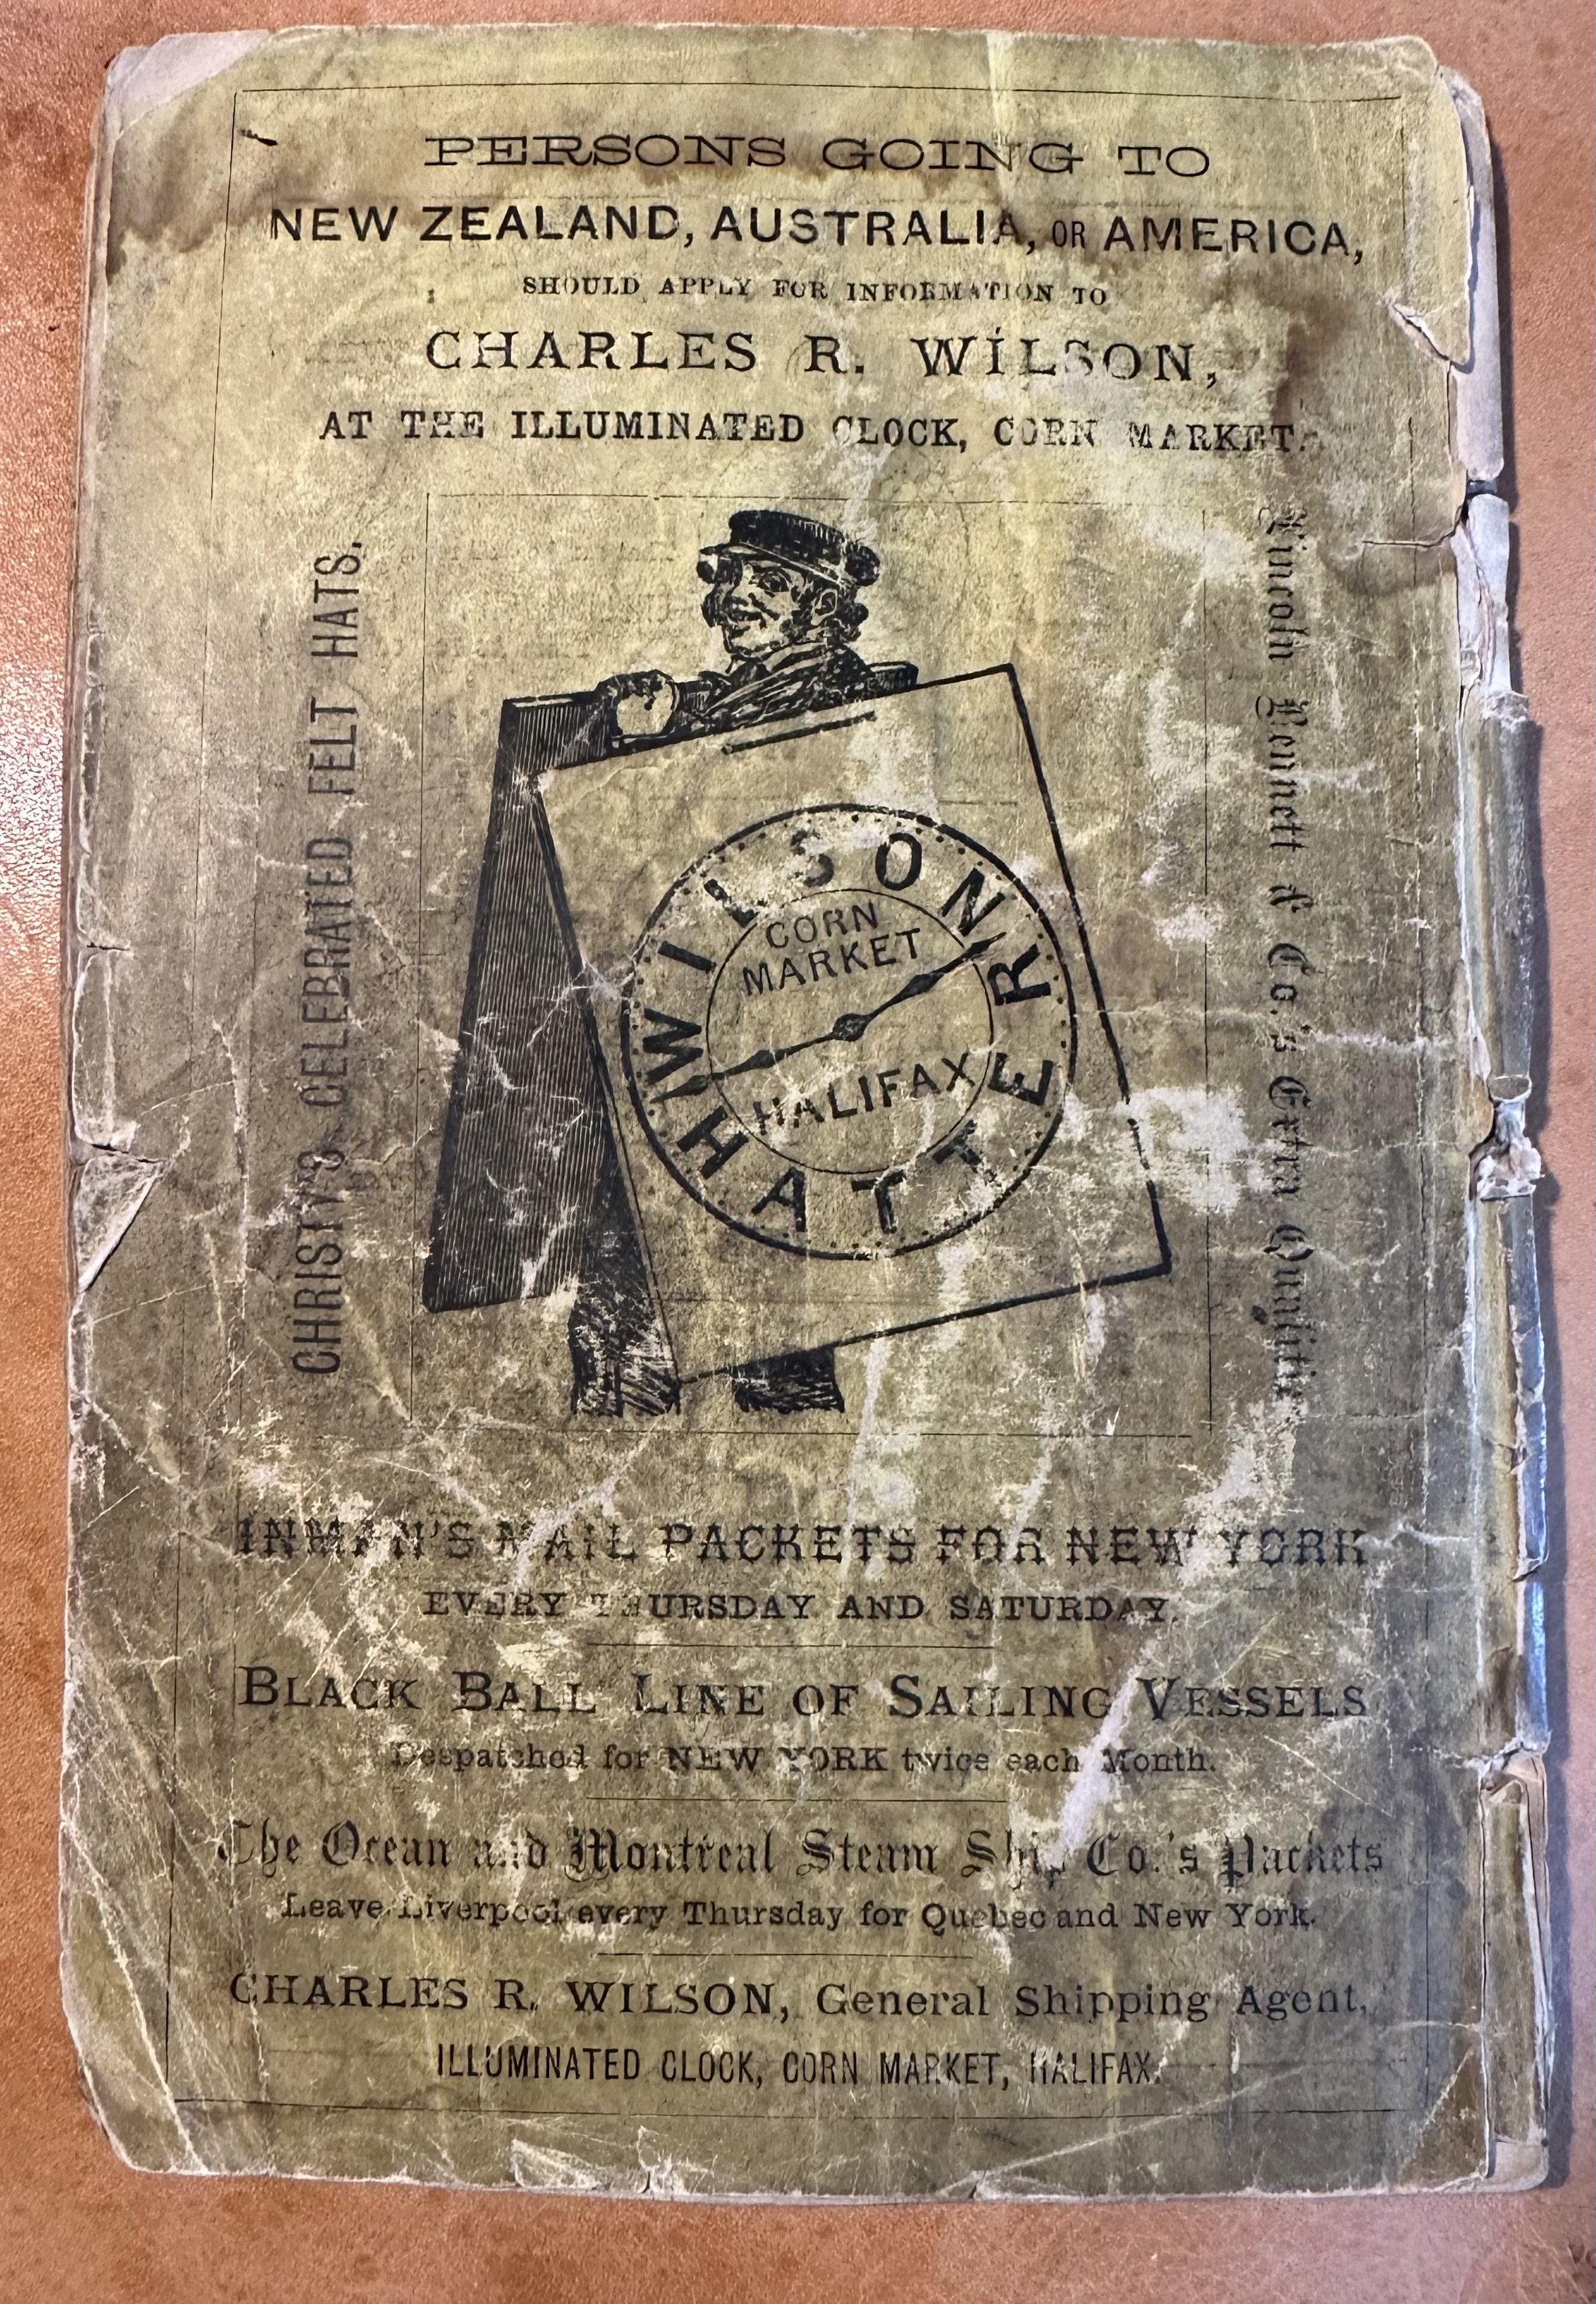 PERSONS GOING TO
NEW ZEALAND, AUSTRALIA, OR AMERICA,
SHOULD APPLY FOR INFORMATION TO
CHARLES R. WILSON,
AT THE ILLUMINATED CLOCK, CORN MARKET.
CHRISTY'S CELEBRATED FELT HATS.
WILSON
HATTER
CORN
MARKET
HALIFAX
Lincoln Bennett & Co.'s Extra Quality
INMAN'S MAIL PACKETS FOR NEW YORK
EVERY THURSDAY AND SATURDAY.
BLACK BALL LINE OF SAILING VESSELS
Despatched for NEW YORK twice each Month.
The Ocean and Montreal Steam Ship Co.'s Packets
Leave Liverpool every Thursday for Quebec and New York.
CHARLES R. WILSON, General Shipping Agent,
ILLUMINATED CLOCK, CORN MARKET, HALIFAX.